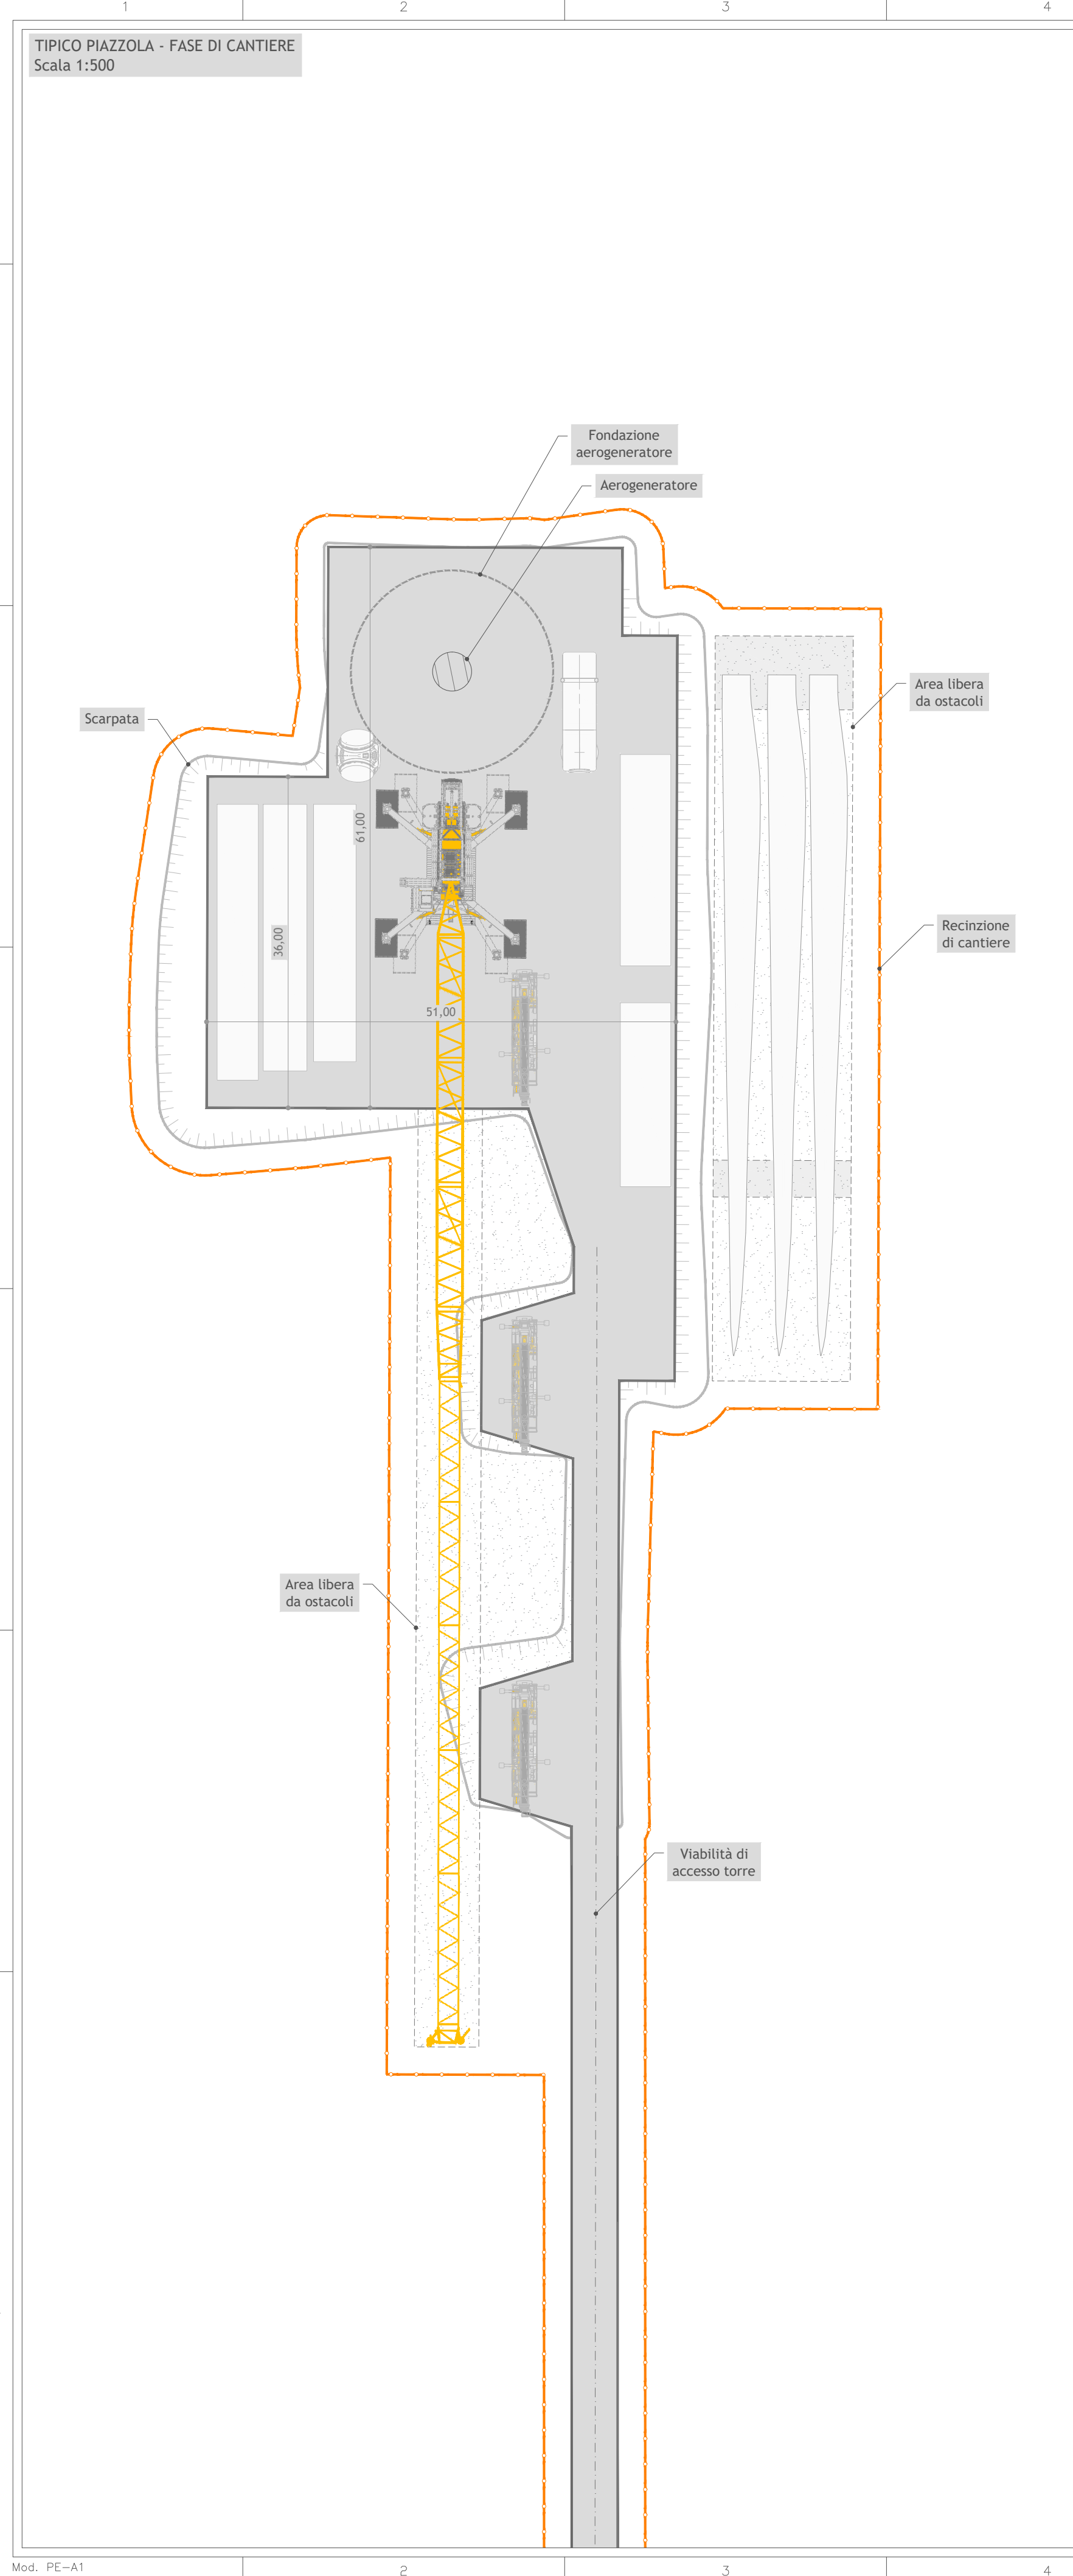 1
2
3
4
TIPICO PIAZZOLA - FASE DI CANTIERE
Scala 1:500
Fondazione
aerogeneratore
Aerogeneratore
Area libera
da ostacoli
Scarpata
61,00
36,00
Recinzione
di cantiere
51,00
Area libera
da ostacoli
Viabilità di
accesso torre
Mod. PE-A1
2
3
4